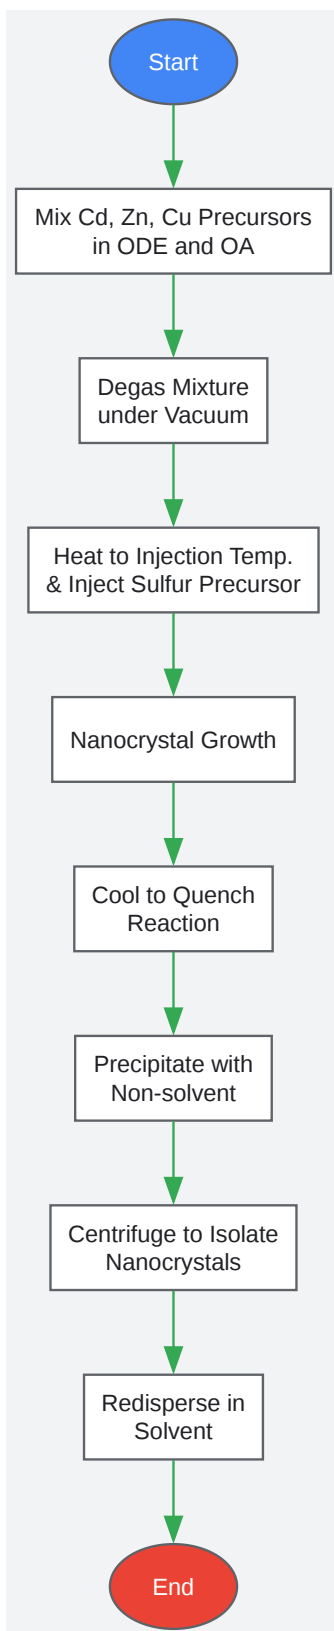 Start
Mix Cd, Zn, Cu Precursors
in ODE and OA
Degas Mixture
under Vacuum
Heat to Injection Temp.
& Inject Sulfur Precursor
Nanocrystal Growth
Cool to Quench
Reaction
Precipitate with
Non-solvent
Centrifuge to Isolate
Nanocrystals
Redisperse in
Solvent
End